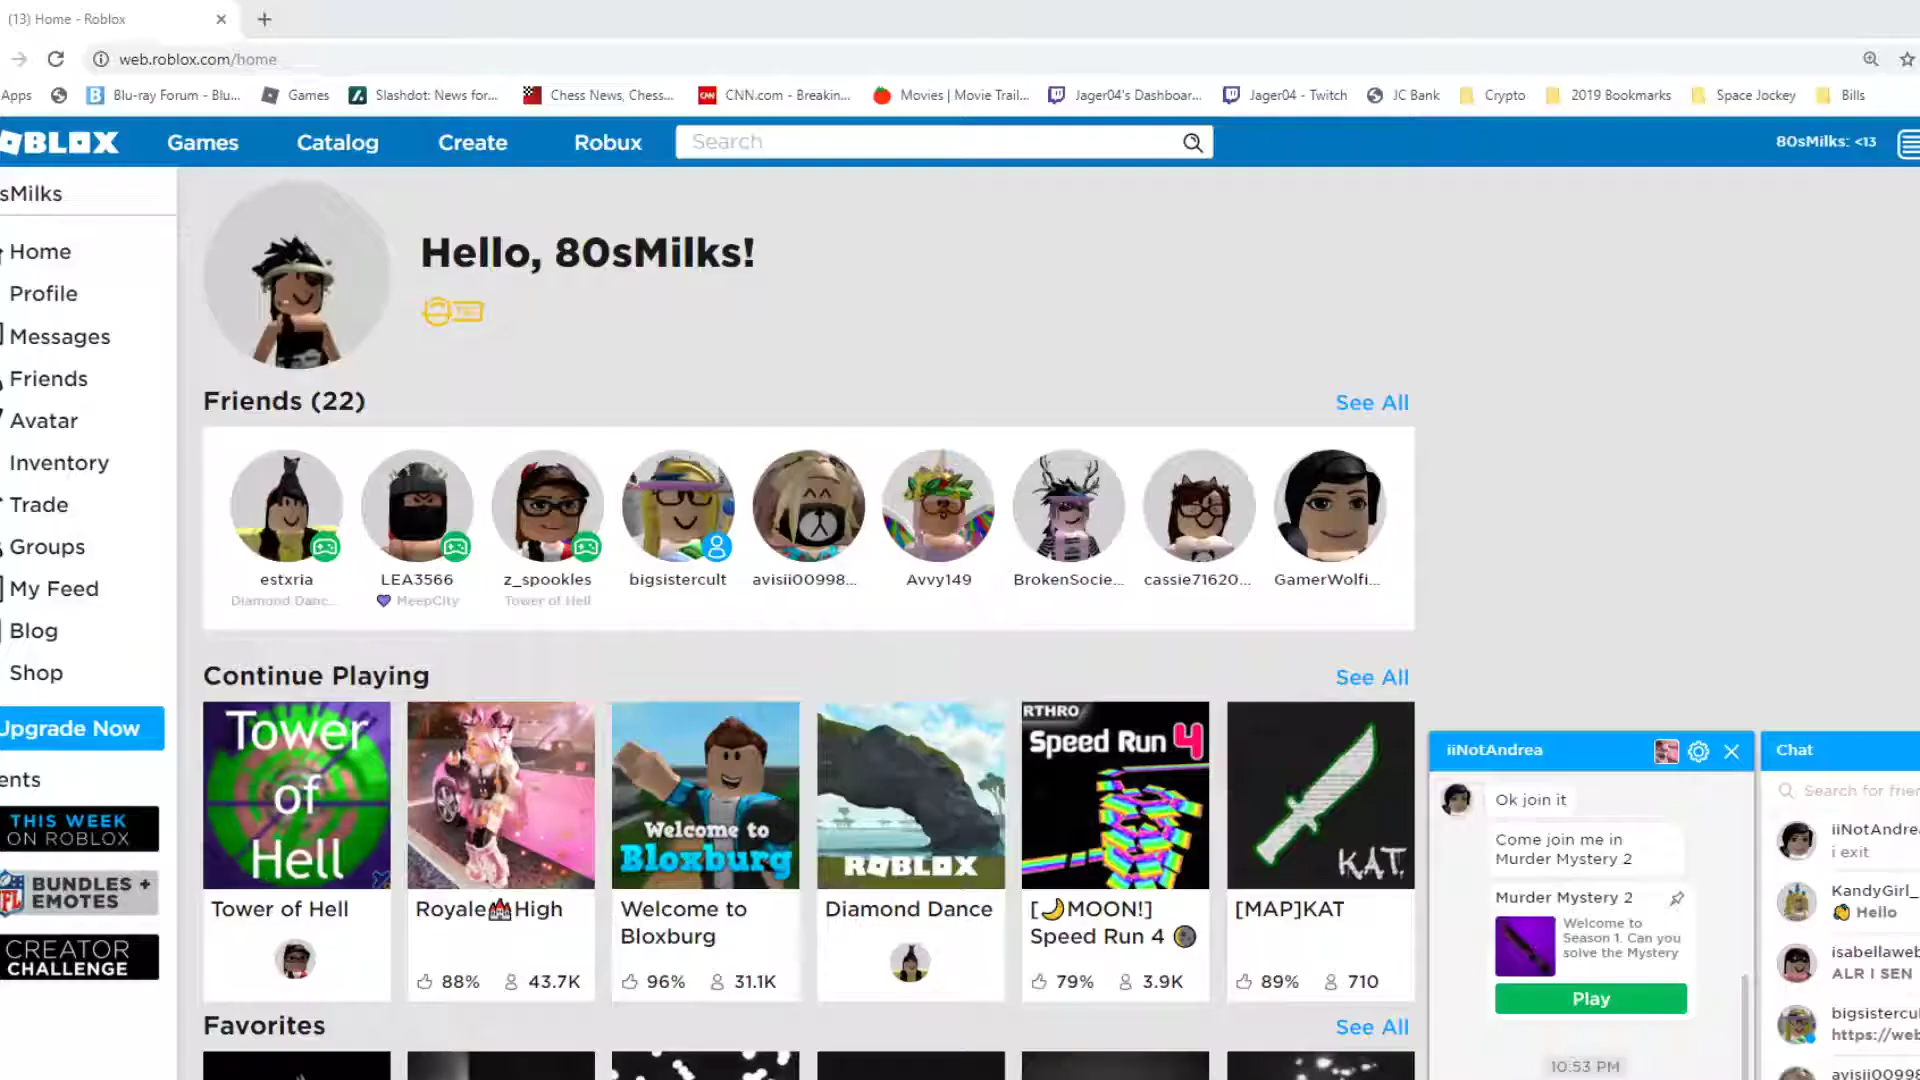 (13) Home - Roblox
web.roblox.com/home
Apps
Blu-ray Forum - Blu...
Games
Slashdot: News for...
Chess News, Chess...
CNN.com - Breakin...
Movies | Movie Trail...
Jager04's Dashboar...
Jager04 - Twitch
JC Bank
Crypto
2019 Bookmarks
Space Jockey
Bills
OBLOX
Games
Catalog
Create
Robux
Search
80sMilks: <13
sMilks
Home
Profile
Messages
Friends
Avatar
Inventory
Trade
Groups
My Feed
Blog
Shop
Upgrade Now
ents
THIS WEEK
ON ROBLOX
NFL
BUNDLES +
EMOTES
CREATOR
CHALLENGE
Hello, 80sMilks!
Friends (22)
See All
estxria
Diamond Danc...
LEA3566
💜 MeepCity
z_spookles
Tower of Hell
bigsistercult
avisii00998...
Avvy149
BrokenSocie...
cassie71620...
GamerWolfi...
Continue Playing
See All
Tower
of
Hell
Tower of Hell
Royale🏰High
88% 43.7K
Welcome to
Bloxburg
Welcome to
Bloxburg
96% 31.1K
ROBLOX
Diamond Dance
RTHRO
Speed Run 4
[🌙MOON!]
Speed Run 4 🌘
79% 3.9K
KAT.
[MAP]KAT
89% 710
Favorites
See All
iiNotAndrea
Ok join it
Come join me in
Murder Mystery 2
Murder Mystery 2
Welcome to
Season 1. Can you
solve the Mystery
Play
10:53 PM
Chat
Search for frie
iiNotAndrea
i exit
KandyGirl_
👏 Hello
isabellaweb
ALR I SEN
bigsistercul
https://web
avisii00998